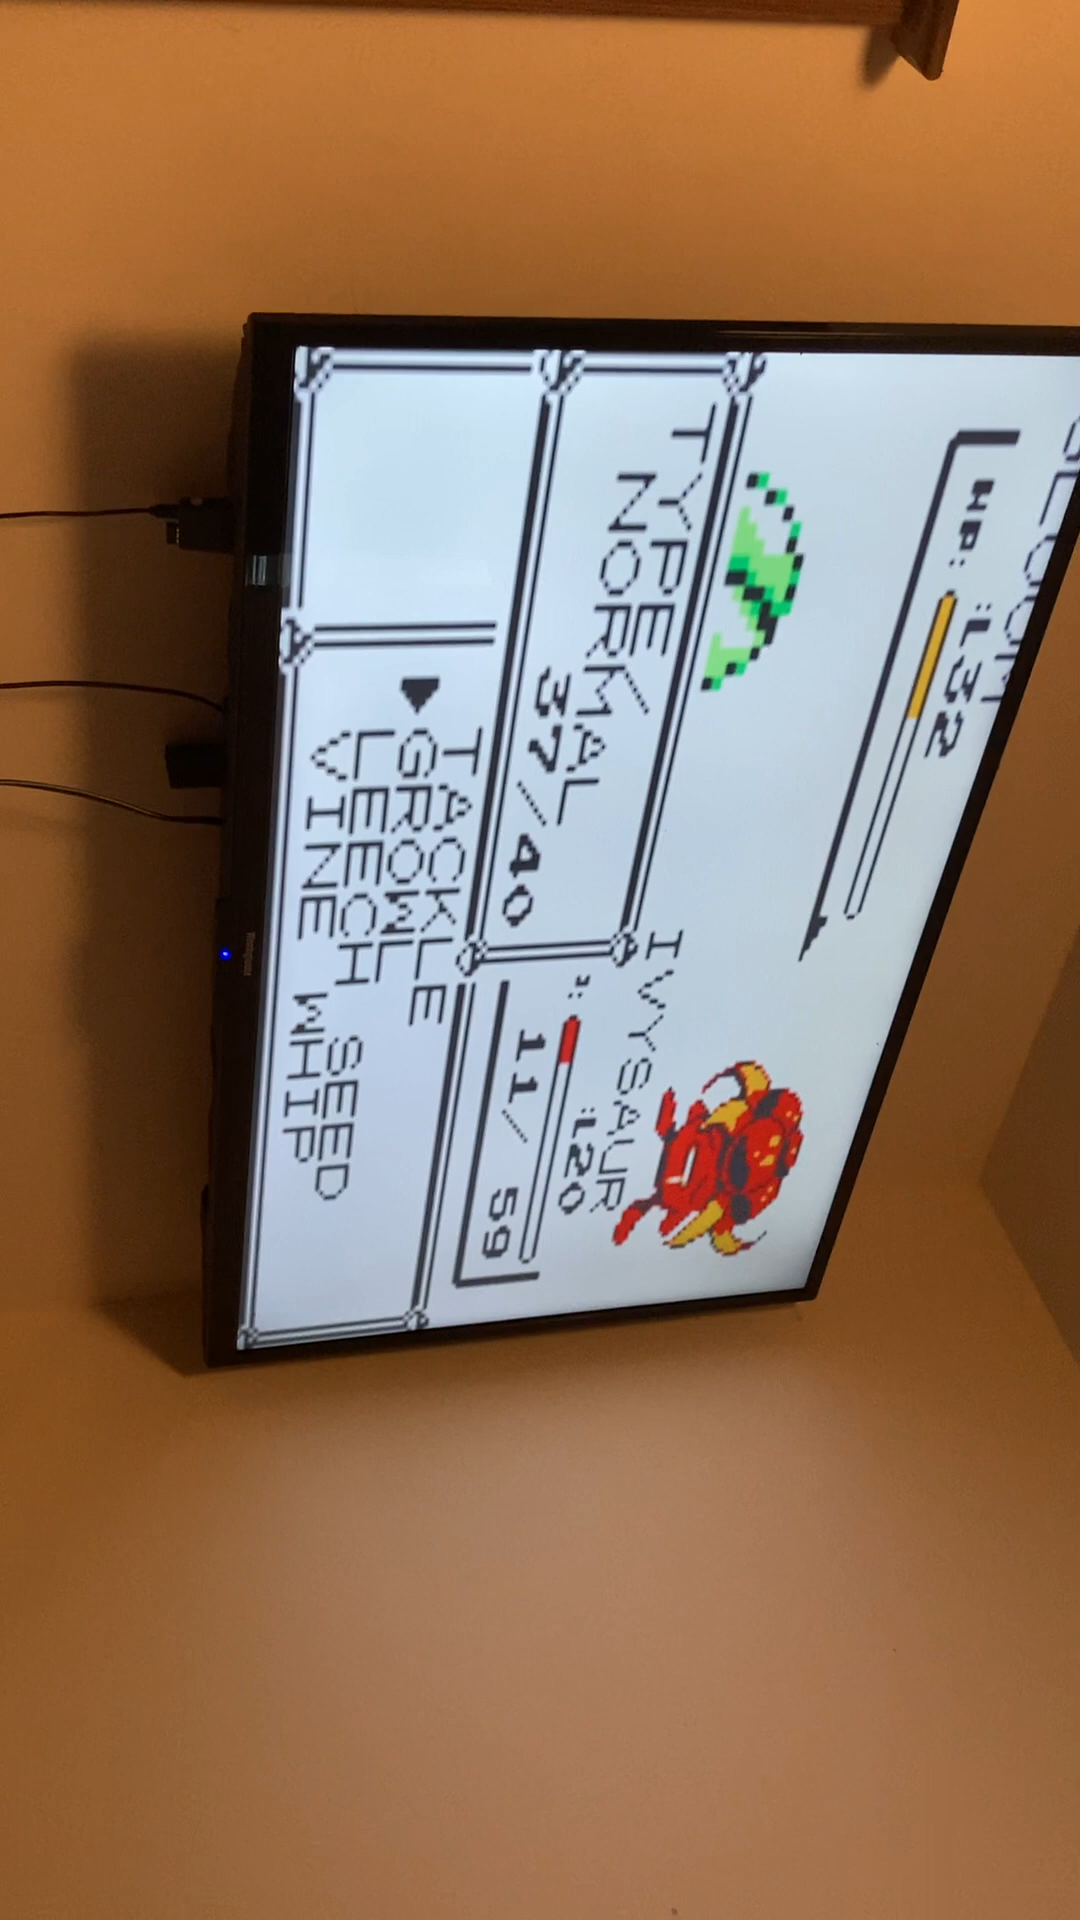 :L32
HP:
IVYSAUR
:L20
TYPE/
NORMAL
37/40
11/ 59
TACKLE
▶GROWL
LEECH SEED
VINE WHIP